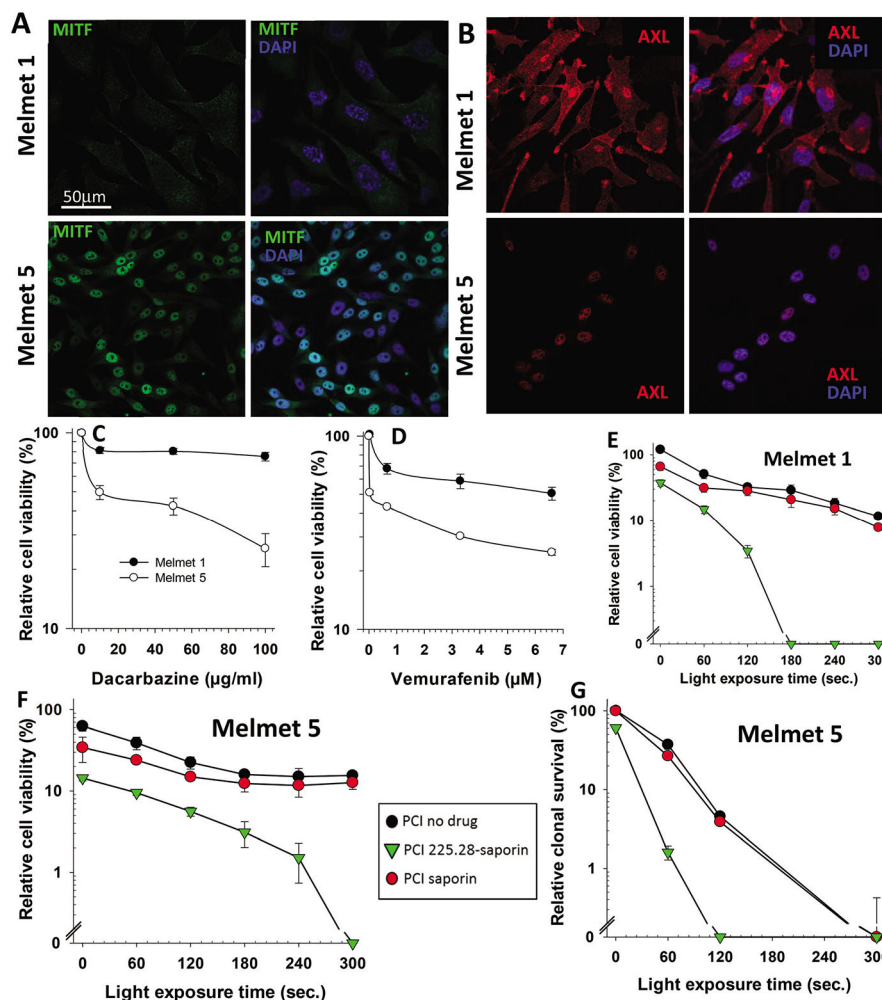 A
MITF
MITF
DAPI
Melmet 1
50µm
MITF
MITF
DAPI
Melmet 5
B
AXL
AXL
DAPI
Melmet 1
AXL
AXL
DAPI
Melmet 5
C
Relative cell viability (%)
100
10
0 20 40 60 80 100
Dacarbazine (µg/ml)
Melmet 1
Melmet 5
D
Relative cell viability (%)
100
10
0 1 2 3 4 5 6 7
Vemurafenib (µM)
E
Melmet 1
Relative cell viability (%)
100
10
1
0
0 60 120 180 240 30
Light exposure time (sec.)
F
Melmet 5
Relative cell viability (%)
100
10
1
0
0 60 120 180 240 300
Light exposure time (sec.)
PCI no drug
PCI 225.28-saporin
PCI saporin
G
Melmet 5
Relative clonal survival (%)
100
10
1
0
0 60 120 180 240 300
Light exposure time (sec.)